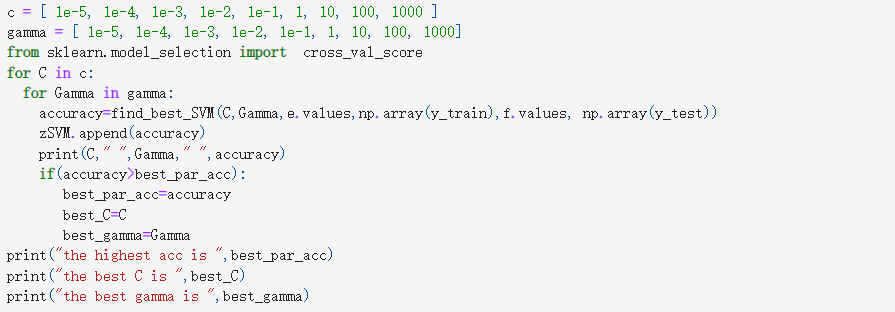 c = [ 1e-5, 1e-4, 1e-3, 1e-2, 1e-1, 1, 10, 100, 1000 ]
gamma = [ 1e-5, 1e-4, 1e-3, 1e-2, 1e-1, 1, 10, 100, 1000]
from sklearn.model_selection import  cross_val_score
for C in c:
  for Gamma in gamma:
    accuracy=find_best_SVM(C,Gamma,e.values,np.array(y_train),f.values, np.array(y_test))
    zSVM.append(accuracy)
    print(C," ",Gamma," ",accuracy)
    if(accuracy>best_par_acc):
       best_par_acc=accuracy
       best_C=C
       best_gamma=Gamma
print("the highest acc is ",best_par_acc)
print("the best C is ",best_C)
print("the best gamma is ",best_gamma)